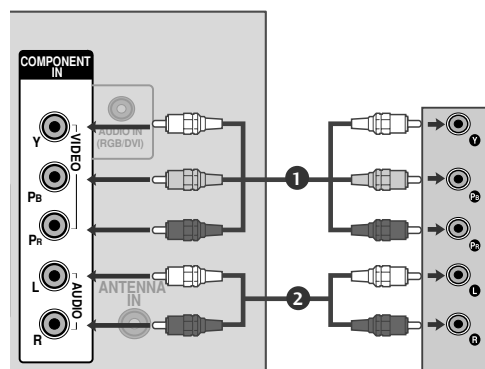 COMPONENT
IN
AUDIO IN
(RGB/DVI)
Y
VIDEO
PB
PR
L
AUDIO
R
ANTENNA
IN
1
2
Y
PB
PR
L
R